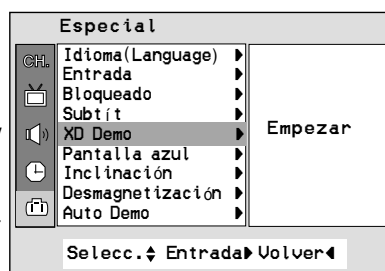 Especial
CH.
Idioma(Language)
Entrada
Bloqueado
Subtít
XD Demo
Pantalla azul
Inclinación
Desmagnetización
Auto Demo
Empezar
Selecc. Entrada Volver